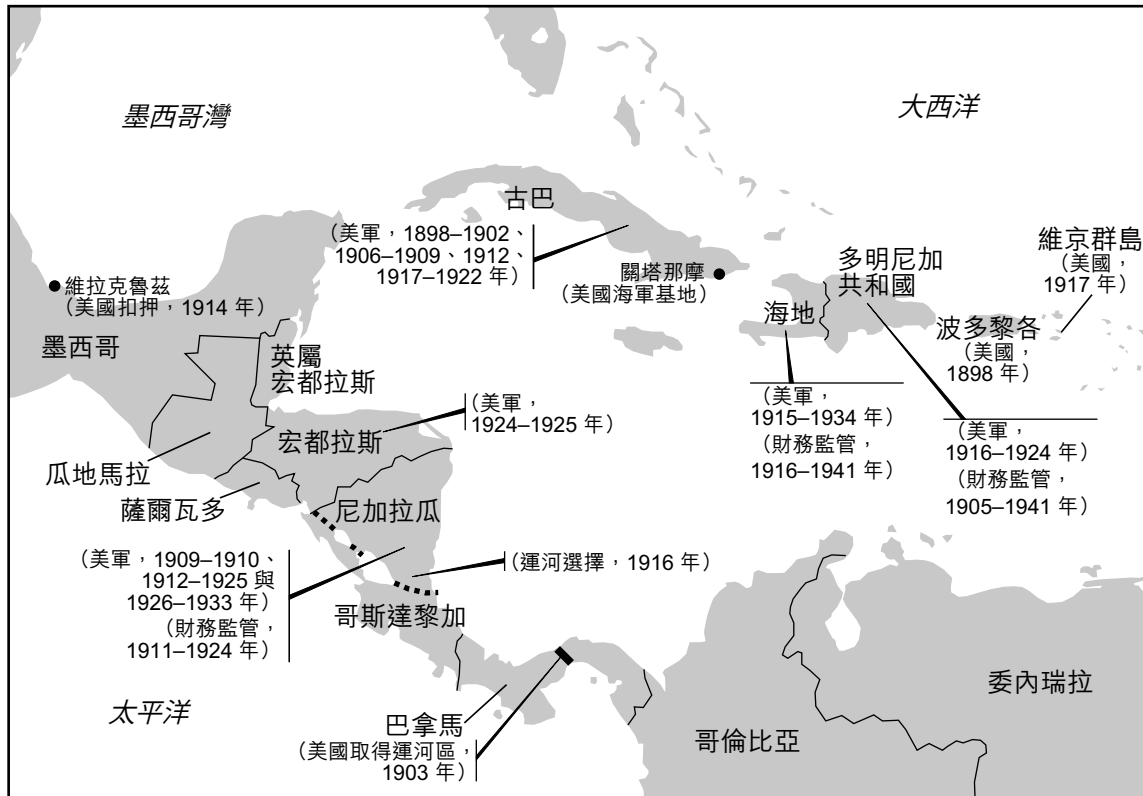 墨西哥灣
大西洋
古巴
（美軍，1898–1902、
1906–1909、1912、
1917–1922 年）
關塔那摩
（美國海軍基地）
維京群島
（美國，
1917 年）
多明尼加
共和國
海地
波多黎各
（美國，
1898 年）
維拉克魯茲
（美國扣押，1914 年）
墨西哥
英屬
宏都拉斯
（美軍，
1915–1934 年）
（財務監管，
1916–1941 年）
（美軍，
1916–1924 年）
（財務監管，
1905–1941 年）
（美軍，
1924–1925 年）
宏都拉斯
瓜地馬拉
薩爾瓦多
尼加拉瓜
（美軍，1909–1910、
1912–1925 與
1926–1933 年）
（財務監管，
1911–1924 年）
（運河選擇，1916 年）
哥斯達黎加
太平洋
巴拿馬
（美國取得運河區，
1903 年）
哥倫比亞
委內瑞拉